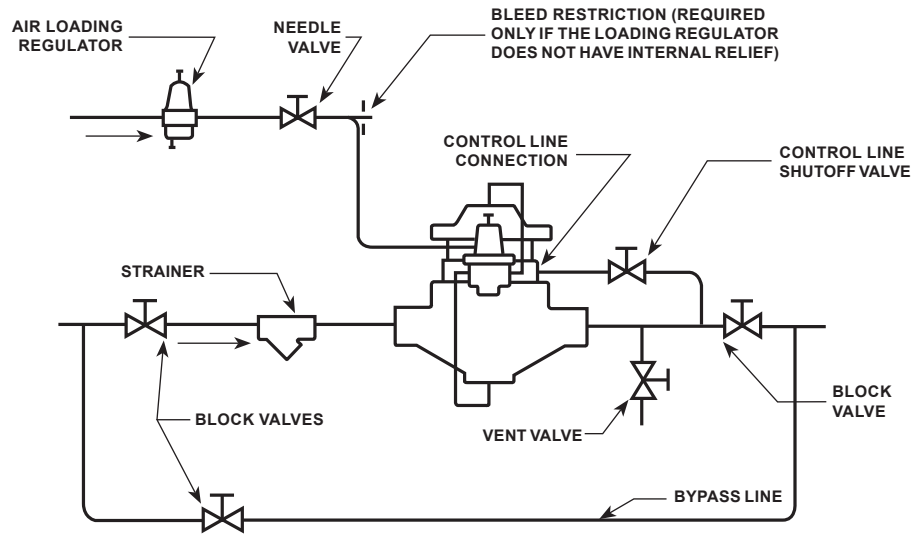 AIR LOADING
REGULATOR
NEEDLE
VALVE
BLEED RESTRICTION (REQUIRED
ONLY IF THE LOADING REGULATOR
DOES NOT HAVE INTERNAL RELIEF)
CONTROL LINE
CONNECTION
CONTROL LINE
SHUTOFF VALVE
STRAINER
BLOCK VALVES
VENT VALVE
BLOCK
VALVE
BYPASS LINE